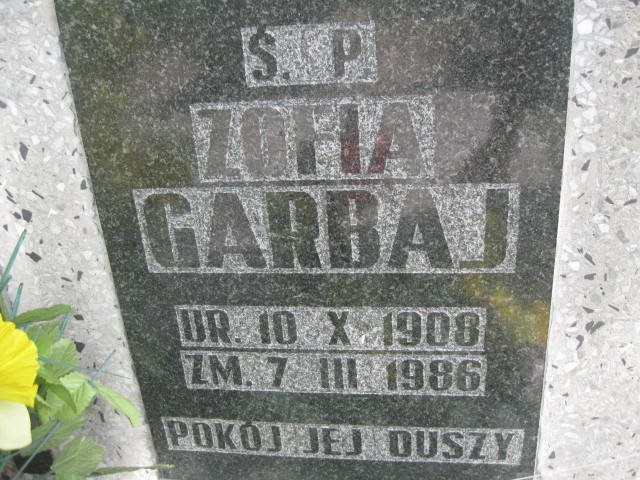 Ś. P.
ZOFIA
GARBAJ
UR. 10 X 1908
ZM. 7 III 1986
POKÓJ JEJ DUSZY